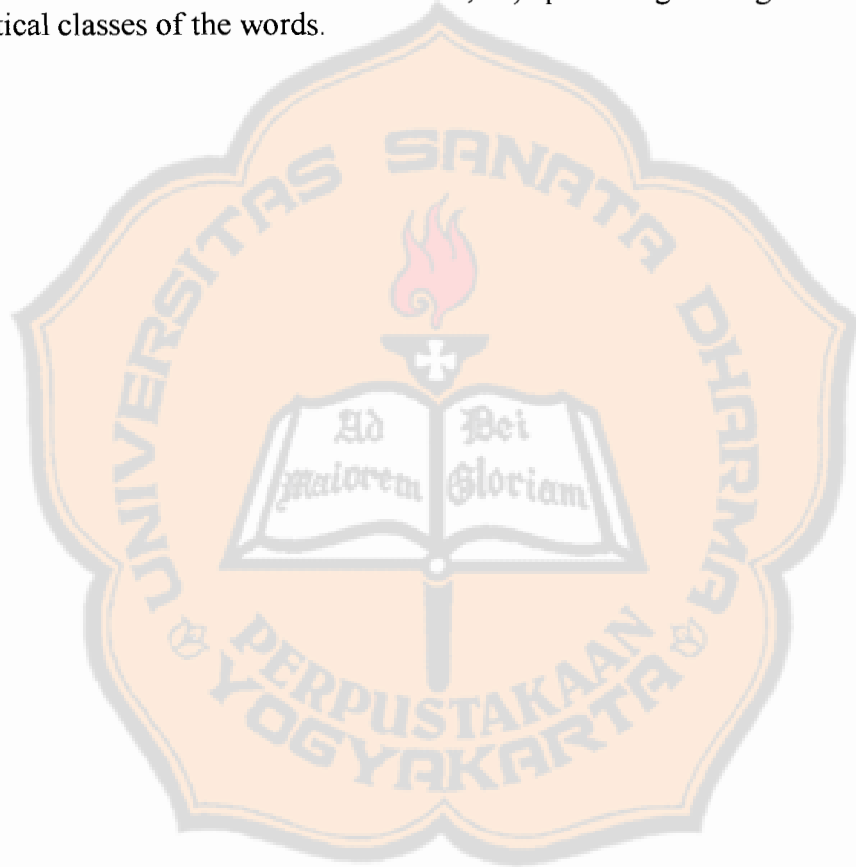 tical classes of the words.
UNIVERSITAS SANATA DHARMA
Ad Dei
maiorem Gloriam
PERPUSTAKAAN
YOGYAKARTA